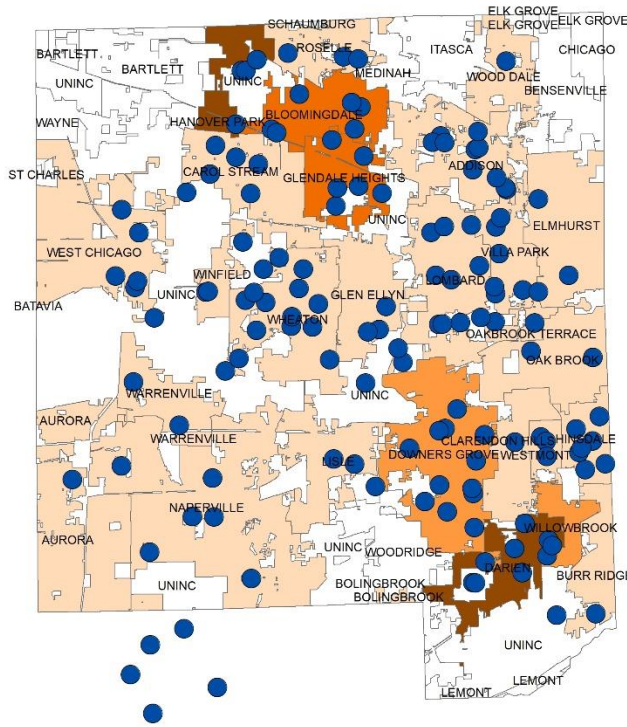 ELK GROVE
SCHAUMBURG
ELK GROVE
ELK GROVE
BARTLETT
ROSELLE
ITASCA
CHICAGO
BARTLETT
MEDINAH
UNINC
UNINC
WOOD DALE
BENSENVILLE
WAYNE
HANOVER PARK
BLOOMINGDALE
ADDISON
ST CHARLES
CAROL STREAM
GLENDALE HEIGHTS
UNINC
ELMHURST
WEST CHICAGO
VILLA PARK
WINFIELD
LOMBARD
UNINC
GLEN ELLYN
BATAVIA
WHEATON
OAKBROOK TERRACE
OAK BROOK
WARRENVILLE
UNINC
AURORA
WARRENVILLE
CLARENDON HILLS
HINSDALE
DOWNERS GROVE
WESTMONT
LISLE
NAPERVILLE
WILLOWBROOK
AURORA
WOODRIDGE
DARIEN
UNINC
UNINC
BOLINGBROOK
BURR RIDGE
BOLINGBROOK
UNINC
LEMONT
LEMONT